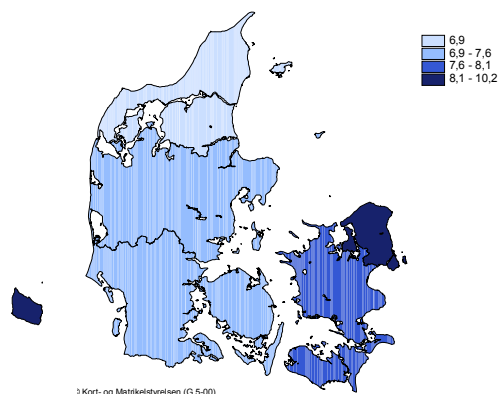 6,9
6,9 - 7,6
7,6 - 8,1
8,1 - 10,2
© Kort- og Matrikelstyrelsen (G 5-00)